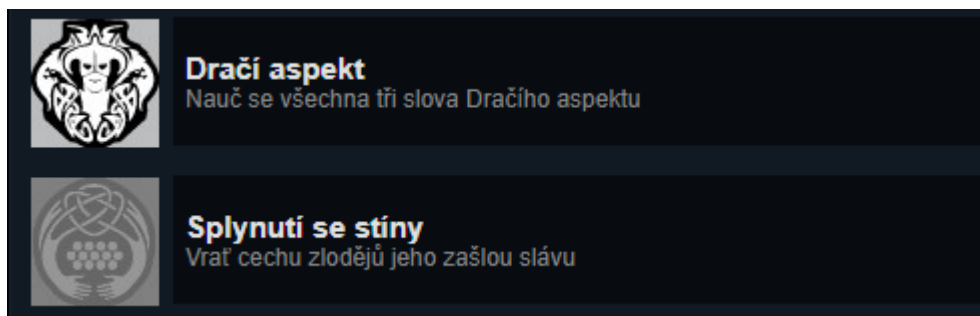 Dračí aspekt
Nauč se všechna tři slova Dračího aspektu
Splynutí se stíny
Vrať cechu zlodějů jeho zašlou slávu